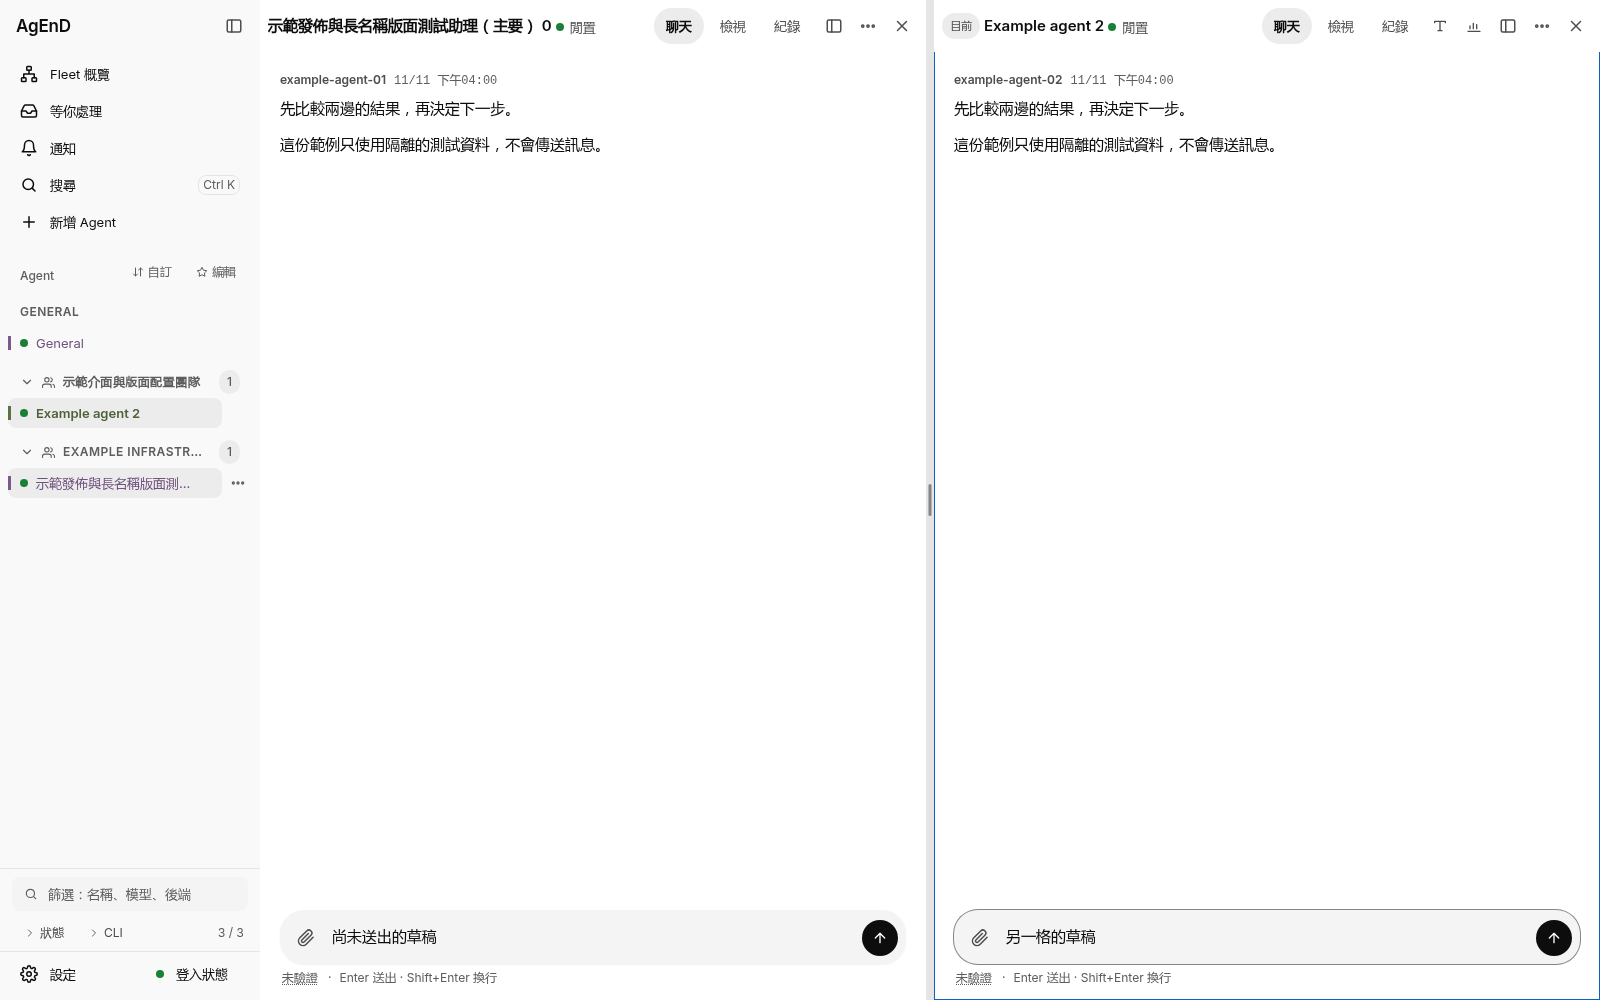 AgEnD
Fleet 概覽
等你處理
通知
搜尋 Ctrl K
新增 Agent
Agent 自訂 編輯
GENERAL
General
示範介面與版面配置團隊 1
Example agent 2
EXAMPLE INFRASTR... 1
示範發佈與長名稱版面測...
篩選：名稱、模型、後端
狀態 CLI 3 / 3
設定 登入狀態
示範發佈與長名稱版面測試助理（主要）0 閒置 聊天 檢視 紀錄
example-agent-01 11/11 下午04:00
先比較兩邊的結果，再決定下一步。
這份範例只使用隔離的測試資料，不會傳送訊息。
尚未送出的草稿
未驗證 · Enter 送出 · Shift+Enter 換行
目前 Example agent 2 閒置 聊天 檢視 紀錄
example-agent-02 11/11 下午04:00
先比較兩邊的結果，再決定下一步。
這份範例只使用隔離的測試資料，不會傳送訊息。
另一格的草稿
未驗證 · Enter 送出 · Shift+Enter 換行